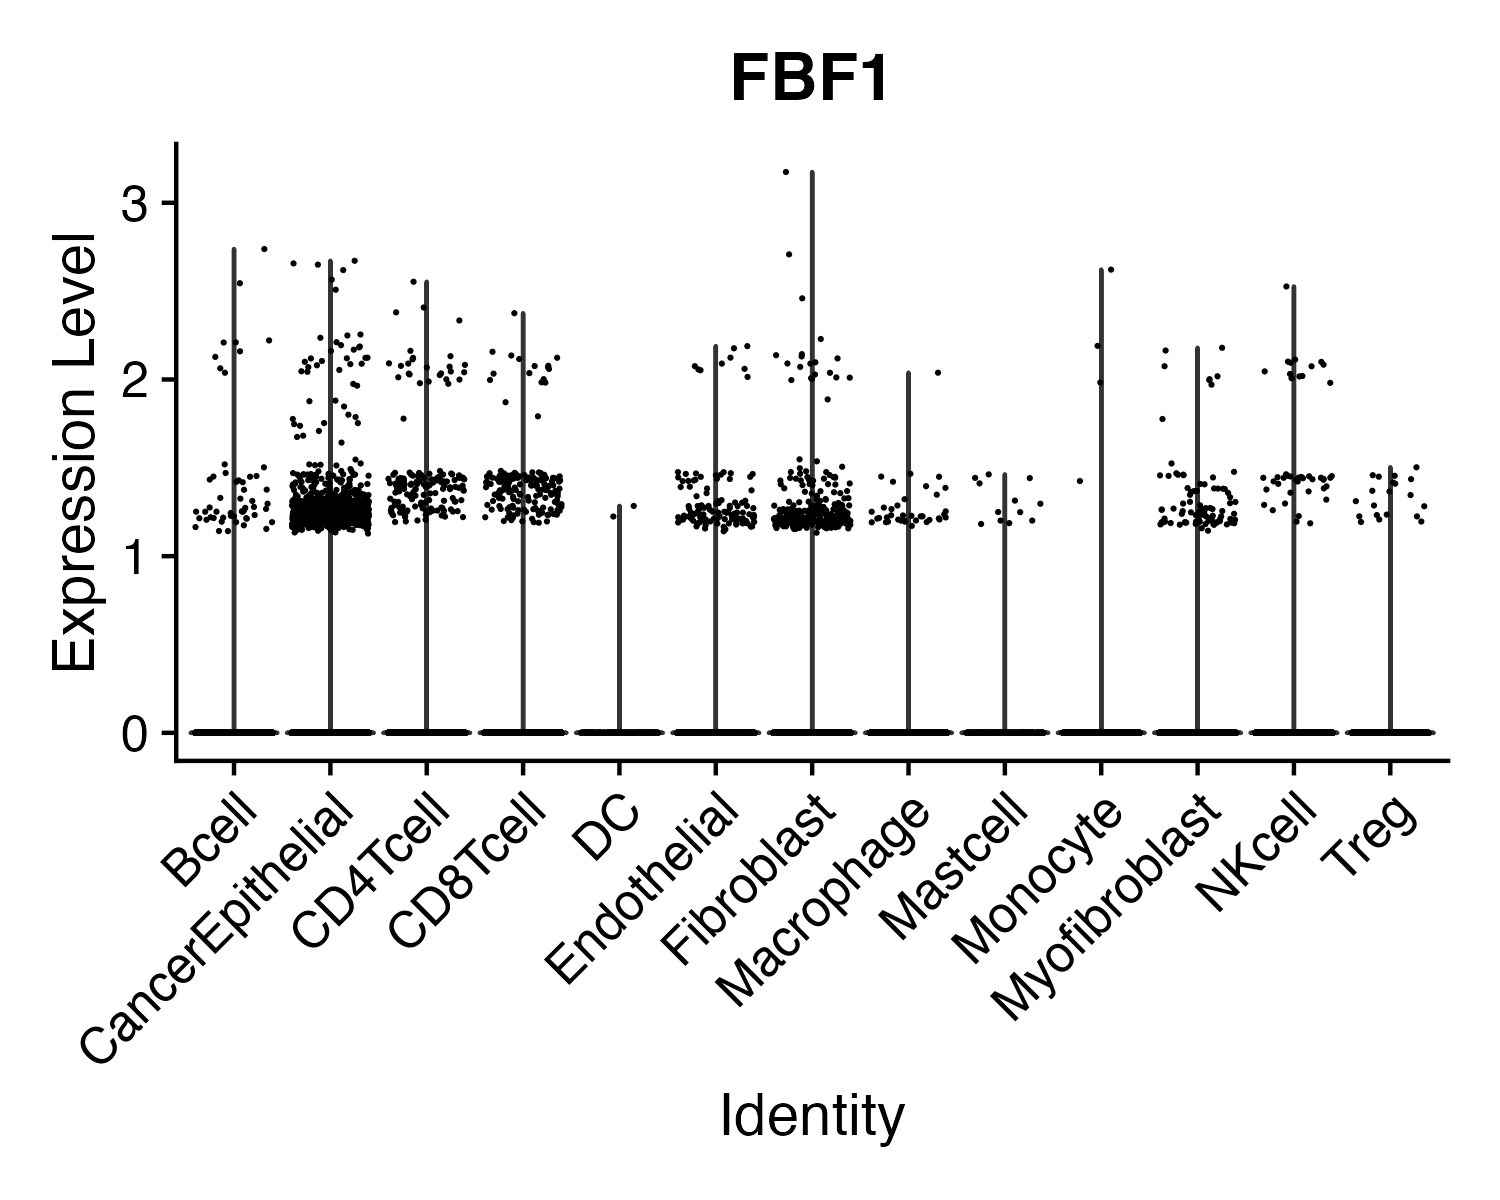 FBF1
Expression Level
3
2
1
0
Bcell
CancerEpithelial
CD4Tcell
CD8Tcell
DC
Endothelial
Fibroblast
Macrophage
Mastcell
Monocyte
Myofibroblast
NKcell
Treg
Identity